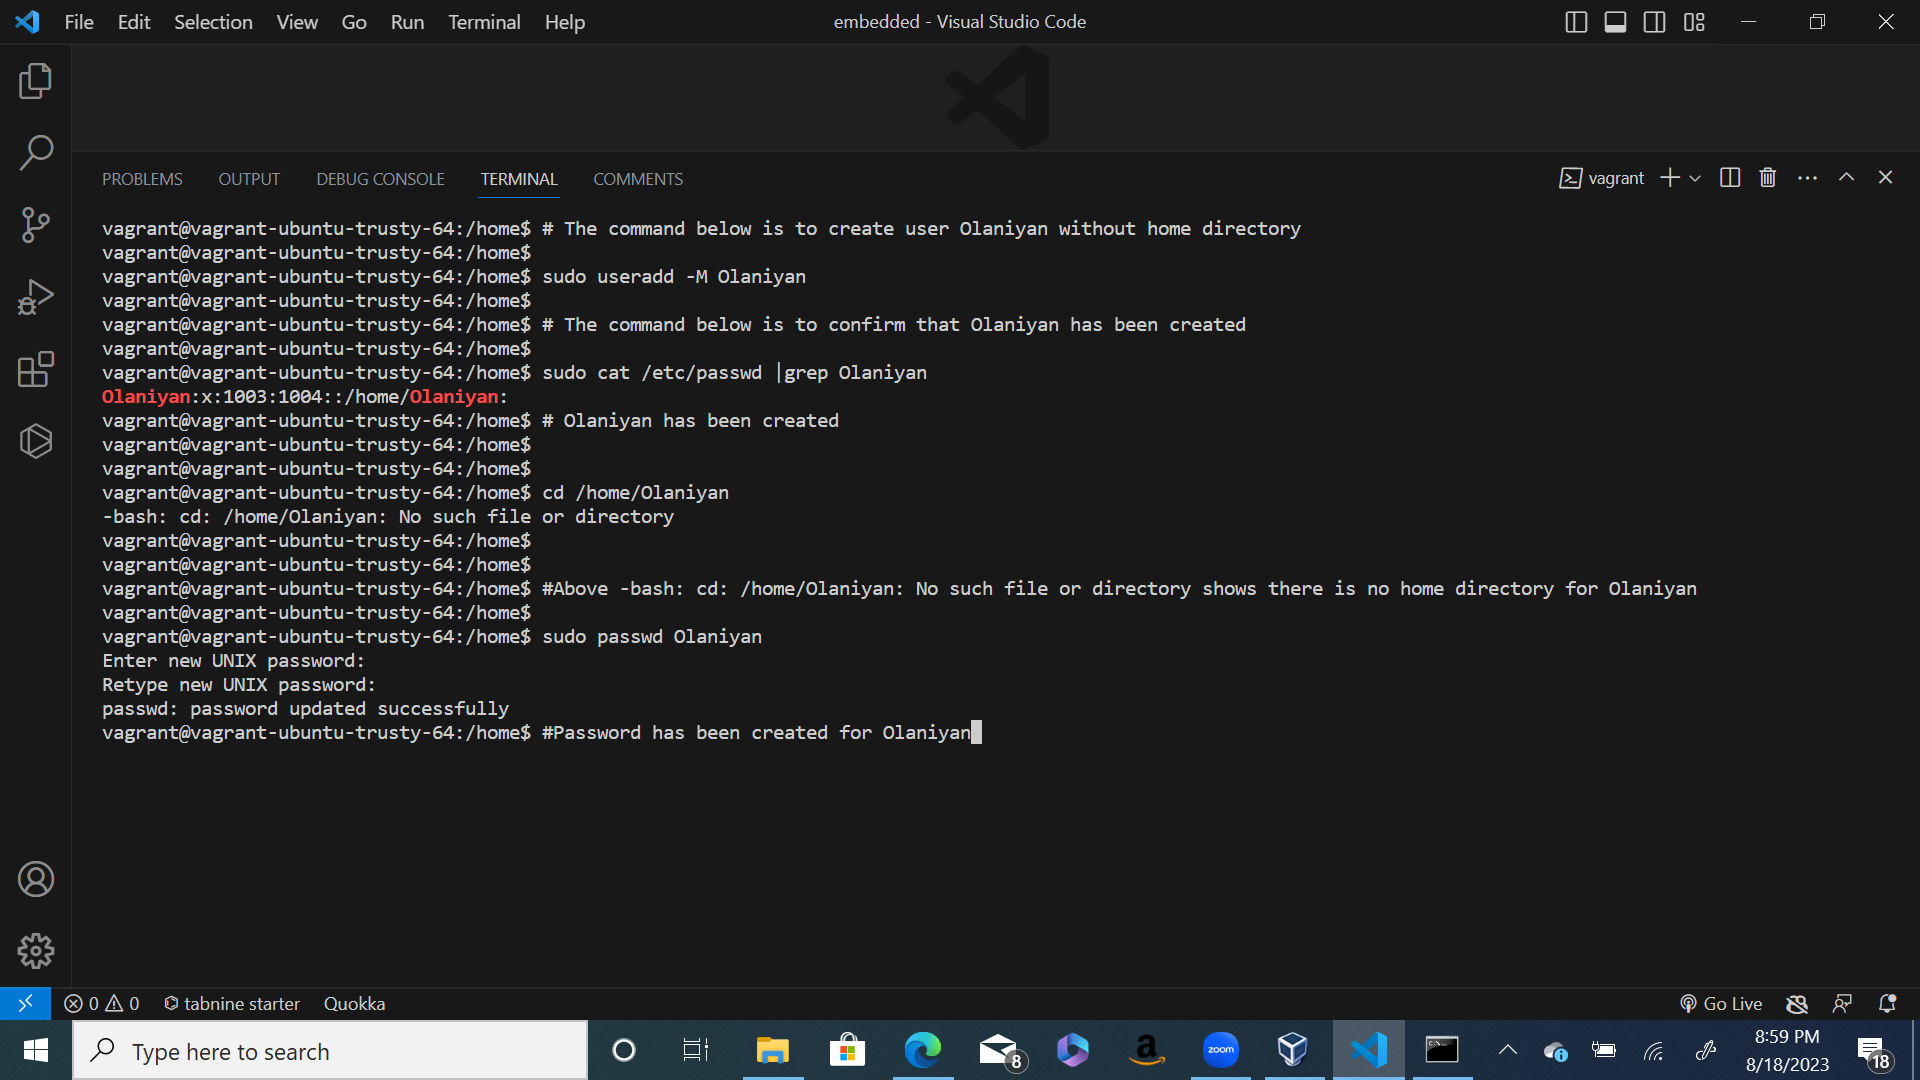 File Edit Selection View Go Run Terminal Help embedded - Visual Studio Code
PROBLEMS OUTPUT DEBUG CONSOLE TERMINAL COMMENTS vagrant
vagrant@vagrant-ubuntu-trusty-64:/home$ # The command below is to create user Olaniyan without home directory
vagrant@vagrant-ubuntu-trusty-64:/home$
vagrant@vagrant-ubuntu-trusty-64:/home$ sudo useradd -M Olaniyan
vagrant@vagrant-ubuntu-trusty-64:/home$
vagrant@vagrant-ubuntu-trusty-64:/home$ # The command below is to confirm that Olaniyan has been created
vagrant@vagrant-ubuntu-trusty-64:/home$
vagrant@vagrant-ubuntu-trusty-64:/home$ sudo cat /etc/passwd |grep Olaniyan
Olaniyan:x:1003:1004::/home/Olaniyan:
vagrant@vagrant-ubuntu-trusty-64:/home$ # Olaniyan has been created
vagrant@vagrant-ubuntu-trusty-64:/home$
vagrant@vagrant-ubuntu-trusty-64:/home$
vagrant@vagrant-ubuntu-trusty-64:/home$ cd /home/Olaniyan
-bash: cd: /home/Olaniyan: No such file or directory
vagrant@vagrant-ubuntu-trusty-64:/home$
vagrant@vagrant-ubuntu-trusty-64:/home$
vagrant@vagrant-ubuntu-trusty-64:/home$ #Above -bash: cd: /home/Olaniyan: No such file or directory shows there is no home directory for Olaniyan
vagrant@vagrant-ubuntu-trusty-64:/home$
vagrant@vagrant-ubuntu-trusty-64:/home$ sudo passwd Olaniyan
Enter new UNIX password:
Retype new UNIX password:
passwd: password updated successfully
vagrant@vagrant-ubuntu-trusty-64:/home$ #Password has been created for Olaniyan
0 0 tabnine starter Quokka Go Live
Type here to search 8 a zoom C:\ 8:59 PM 18
8/18/2023